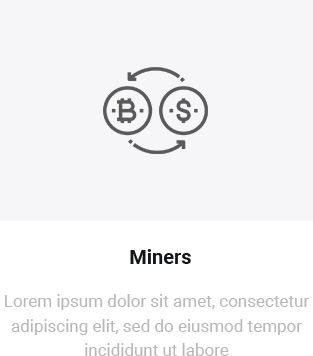 Miners
Lorem ipsum dolor sit amet, consectetur
adipiscing elit, sed do eiusmod tempor
incididunt ut labore